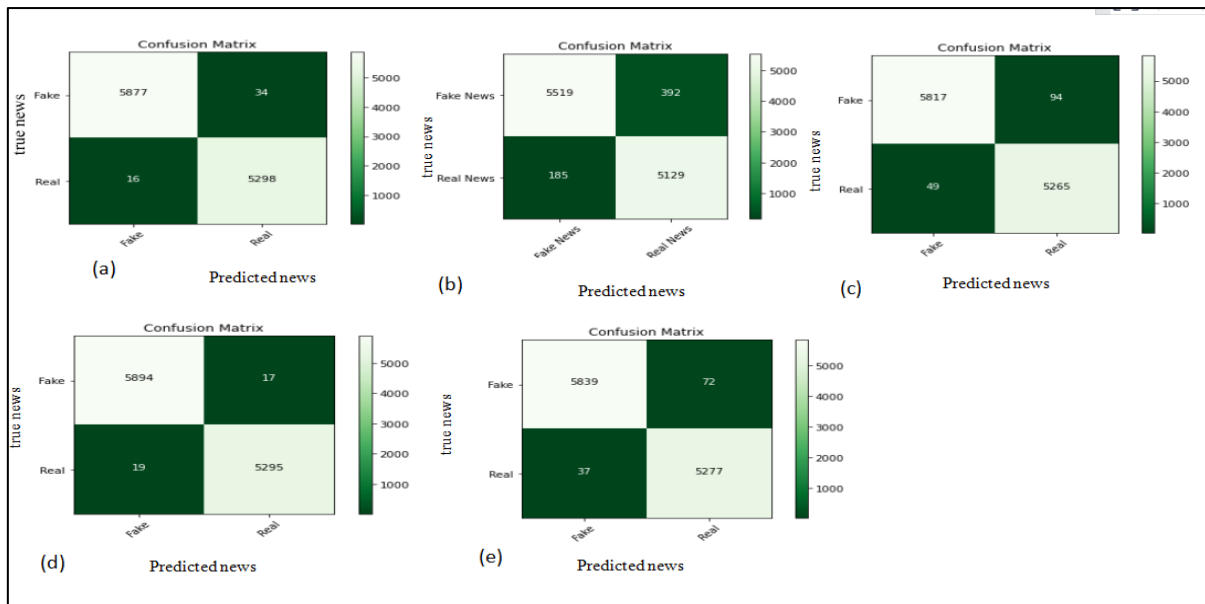 Confusion Matrix
5000
4000
3000
2000
1000
true news
Fake
Real
5877
34
16
5298
Fake
Real
(a)
Predicted news
Confusion Matrix
5000
4000
3000
2000
1000
true news
Fake News
Real News
5519
392
185
5129
Fake News
Real News
(b)
Predicted news
Confusion Matrix
5000
4000
3000
2000
1000
true news
Fake
Real
5817
94
49
5265
Fake
Real
(c)
Predicted news
Confusion Matrix
5000
4000
3000
2000
1000
true news
Fake
Real
5894
17
19
5295
Fake
Real
(d)
Predicted news
Confusion Matrix
5000
4000
3000
2000
1000
true news
Fake
Real
5839
72
37
5277
Fake
Real
(e)
Predicted news